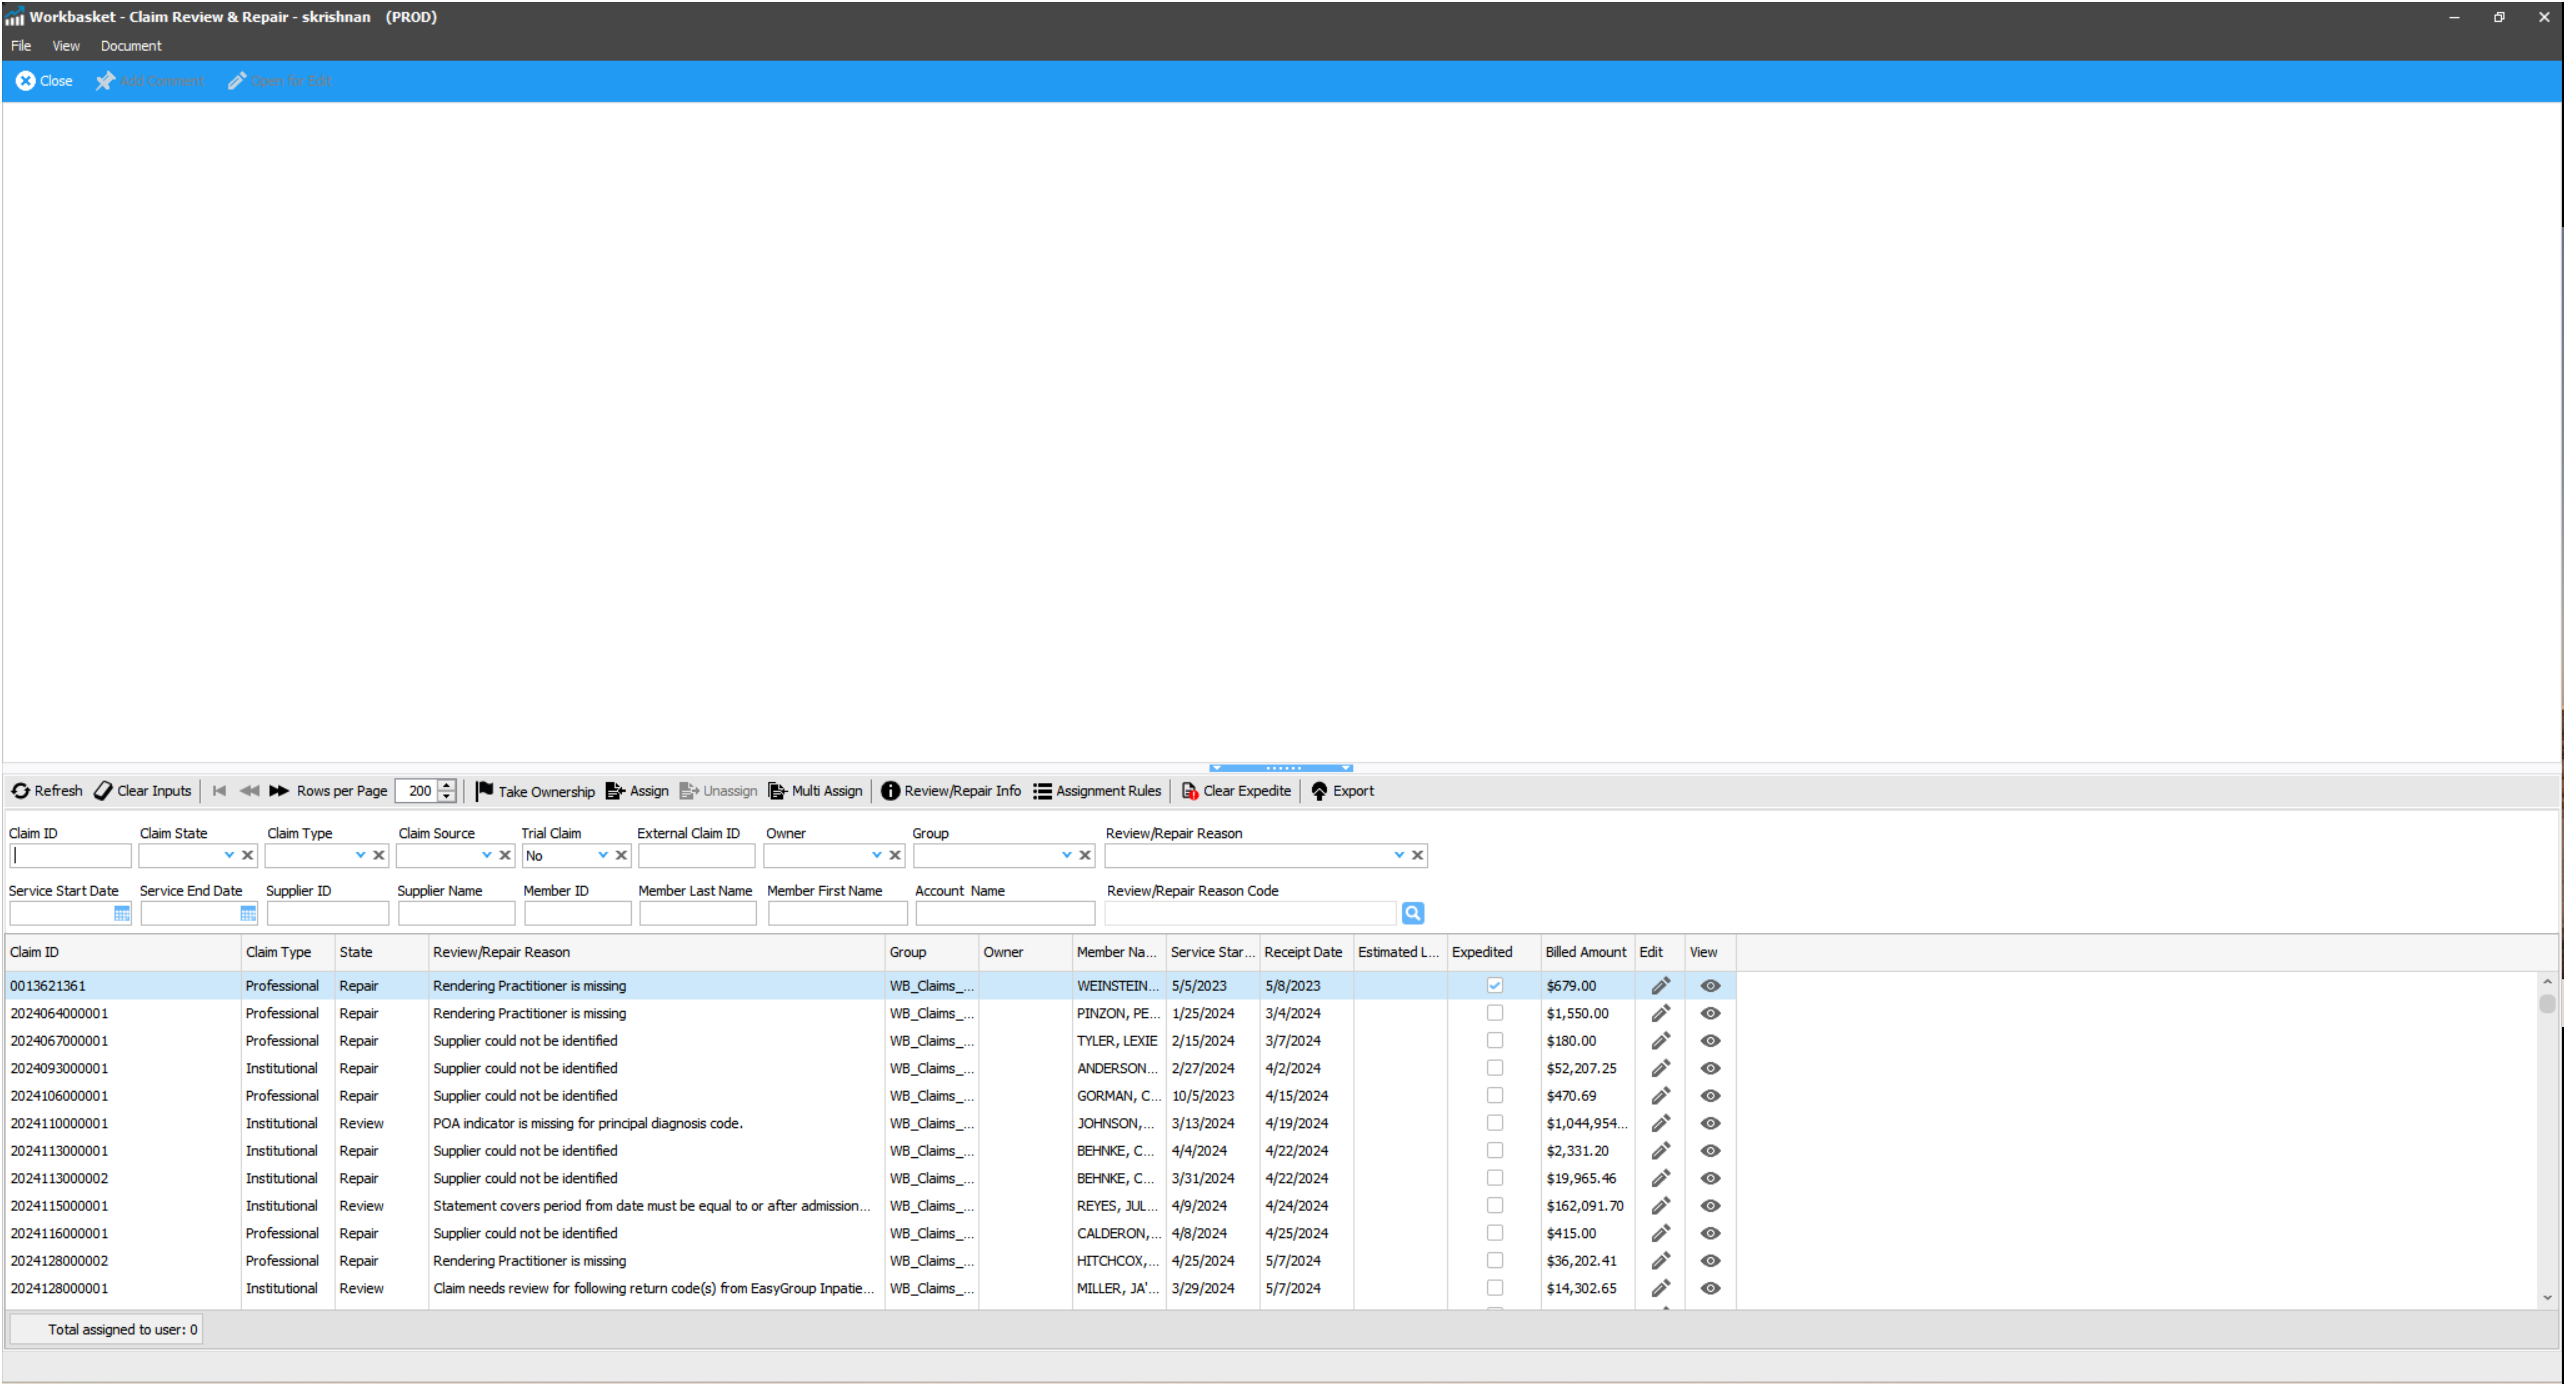 Workbasket - Claim Review & Repair - skrishnan (PROD)
File View Document
Close Add Comment Open for Edit
Refresh Clear Inputs Rows per Page 200 Take Ownership Assign Unassign Multi Assign Review/Repair Info Assignment Rules Clear Expedite Export
Claim ID Claim State Claim Type Claim Source Trial Claim External Claim ID Owner Group Review/Repair Reason
No
Service Start Date Service End Date Supplier ID Supplier Name Member ID Member Last Name Member First Name Account Name Review/Repair Reason Code
Claim ID Claim Type State Review/Repair Reason Group Owner Member Na... Service Star... Receipt Date Estimated L... Expedited Billed Amount Edit View
0013621361 Professional Repair Rendering Practitioner is missing WB_Claims_... WEINSTEIN... 5/5/2023 5/8/2023 $679.00
2024064000001 Professional Repair Rendering Practitioner is missing WB_Claims_... PINZON, PE... 1/25/2024 3/4/2024 $1,550.00
2024067000001 Professional Repair Supplier could not be identified WB_Claims_... TYLER, LEXIE 2/15/2024 3/7/2024 $180.00
2024093000001 Institutional Repair Supplier could not be identified WB_Claims_... ANDERSON... 2/27/2024 4/2/2024 $52,207.25
2024106000001 Professional Repair Supplier could not be identified WB_Claims_... GORMAN, C... 10/5/2023 4/15/2024 $470.69
2024110000001 Institutional Review POA indicator is missing for principal diagnosis code. WB_Claims_... JOHNSON,... 3/13/2024 4/19/2024 $1,044,954...
2024113000001 Institutional Repair Supplier could not be identified WB_Claims_... BEHNKE, C... 4/4/2024 4/22/2024 $2,331.20
2024113000002 Institutional Repair Supplier could not be identified WB_Claims_... BEHNKE, C... 3/31/2024 4/22/2024 $19,965.46
2024115000001 Institutional Review Statement covers period from date must be equal to or after admission... WB_Claims_... REYES, JUL... 4/9/2024 4/24/2024 $162,091.70
2024116000001 Professional Repair Supplier could not be identified WB_Claims_... CALDERON,... 4/8/2024 4/25/2024 $415.00
2024128000002 Professional Repair Rendering Practitioner is missing WB_Claims_... HITCHCOX,... 4/25/2024 5/7/2024 $36,202.41
2024128000001 Institutional Review Claim needs review for following return code(s) from EasyGroup Inpatie... WB_Claims_... MILLER, JA'... 3/29/2024 5/7/2024 $14,302.65
Total assigned to user: 0